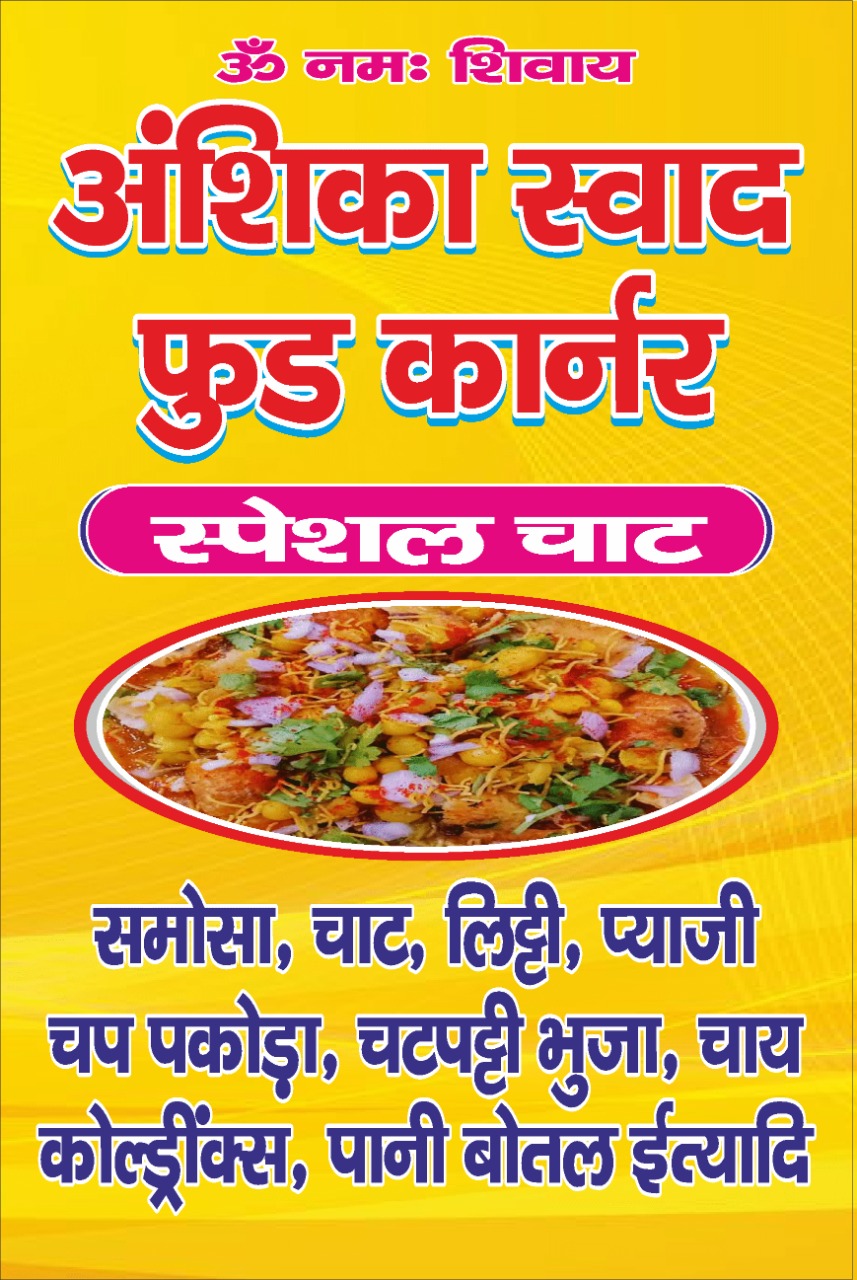 ॐ नमः शिवाय
अंशिका स्वाद
फुड कार्नर
स्पेशल चाट
समोसा, चाट, लिट्टी, प्याजी
चप पकोड़ा, चटपट्टी भुजा, चाय
कोल्ड्रींक्स, पानी बोतल ईत्यादि